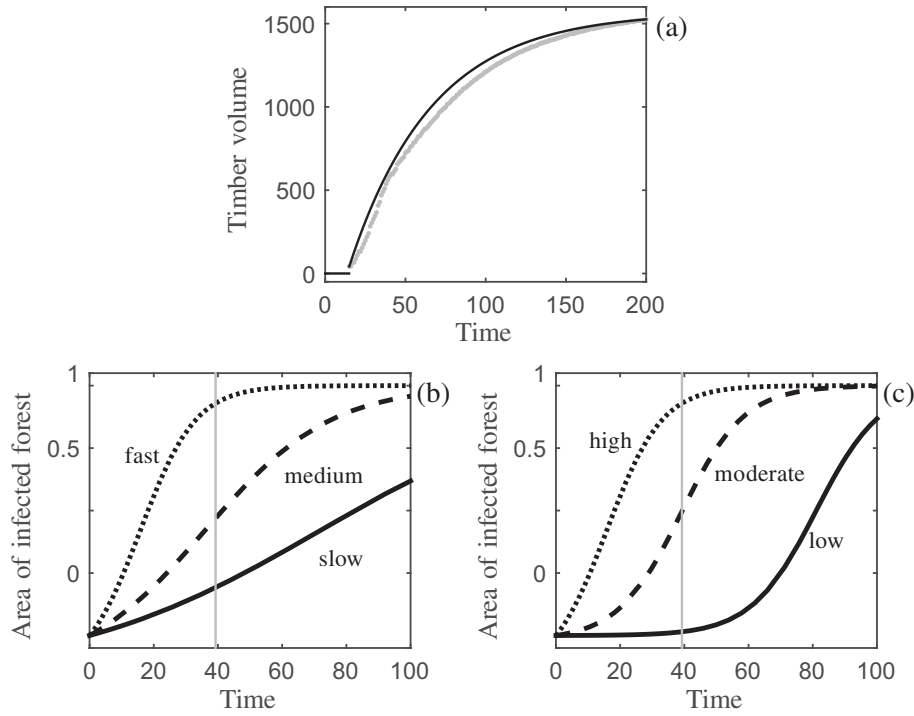 1500
1000
500
0
0 50 100 150 200
Timber volume
Time
(a)
1
0.5
0
0 20 40 60 80 100
Area of infected forest
Time
fast
medium
slow
(b)
1
0.5
0
0 20 40 60 80 100
Area of infected forest
Time
high
moderate
low
(c)